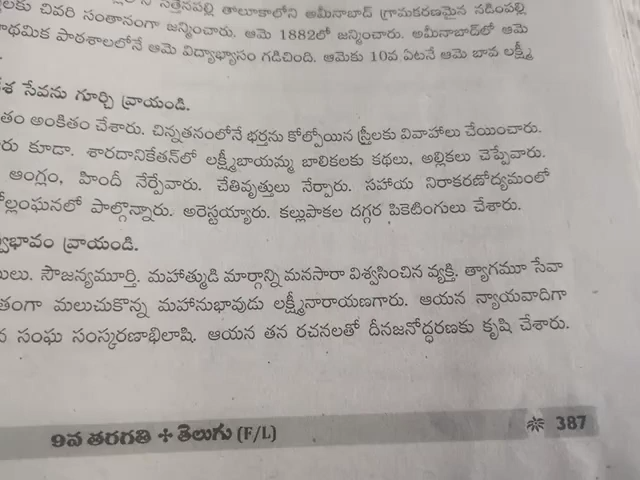 లకు చివరి సంతానంగా జన్మించారు. ఆమె 1882లో జన్మించారు. అమీనాబాద్‌లో ఆమె
సత్తెనపల్లి తాలూకాలోని అమీనాబాద్ గ్రామకరణమైన నడింపల్లి
థమిక పాఠశాలలోనే ఆమె విద్యాభ్యాసం గడిచింది. ఆమెకు 10వ ఏటనే ఆమె బావ లక్ష్మీ
శ సేవను గూర్చి వ్రాయండి.
తం అంకితం చేశారు. చిన్నతనంలోనే భర్తను కోల్పోయిన స్త్రీలకు వివాహాలు చేయించారు.
రు కూడా. శారదానికేతన్‌లో లక్ష్మీబాయమ్మ బాలికలకు కథలు, అల్లికలు చెప్పేవారు.
ఆంగ్లం, హిందీ నేర్పేవారు. చేతివృత్తులు నేర్పారు. సహాయ నిరాకరణోద్యమంలో
ల్లంఘనలో పాల్గొన్నారు. అరెస్టయ్యారు. కల్లుపాకల దగ్గర పికెటింగులు చేశారు.
స్వభావం వ్రాయండి.
లు. సౌజన్యమూర్తి. మహాత్ముడి మార్గాన్ని మనసారా విశ్వసించిన వ్యక్తి. త్యాగమూ సేవా
తంగా మలుచుకొన్న మహానుభావుడు లక్ష్మీనారాయణగారు. ఆయన న్యాయవాదిగా
సంఘ సంస్కరణాభిలాషి. ఆయన తన రచనలతో దీనజనోద్ధరణకు కృషి చేశారు.
9వ తరగతి ✢ తెలుగు (F/L) 387